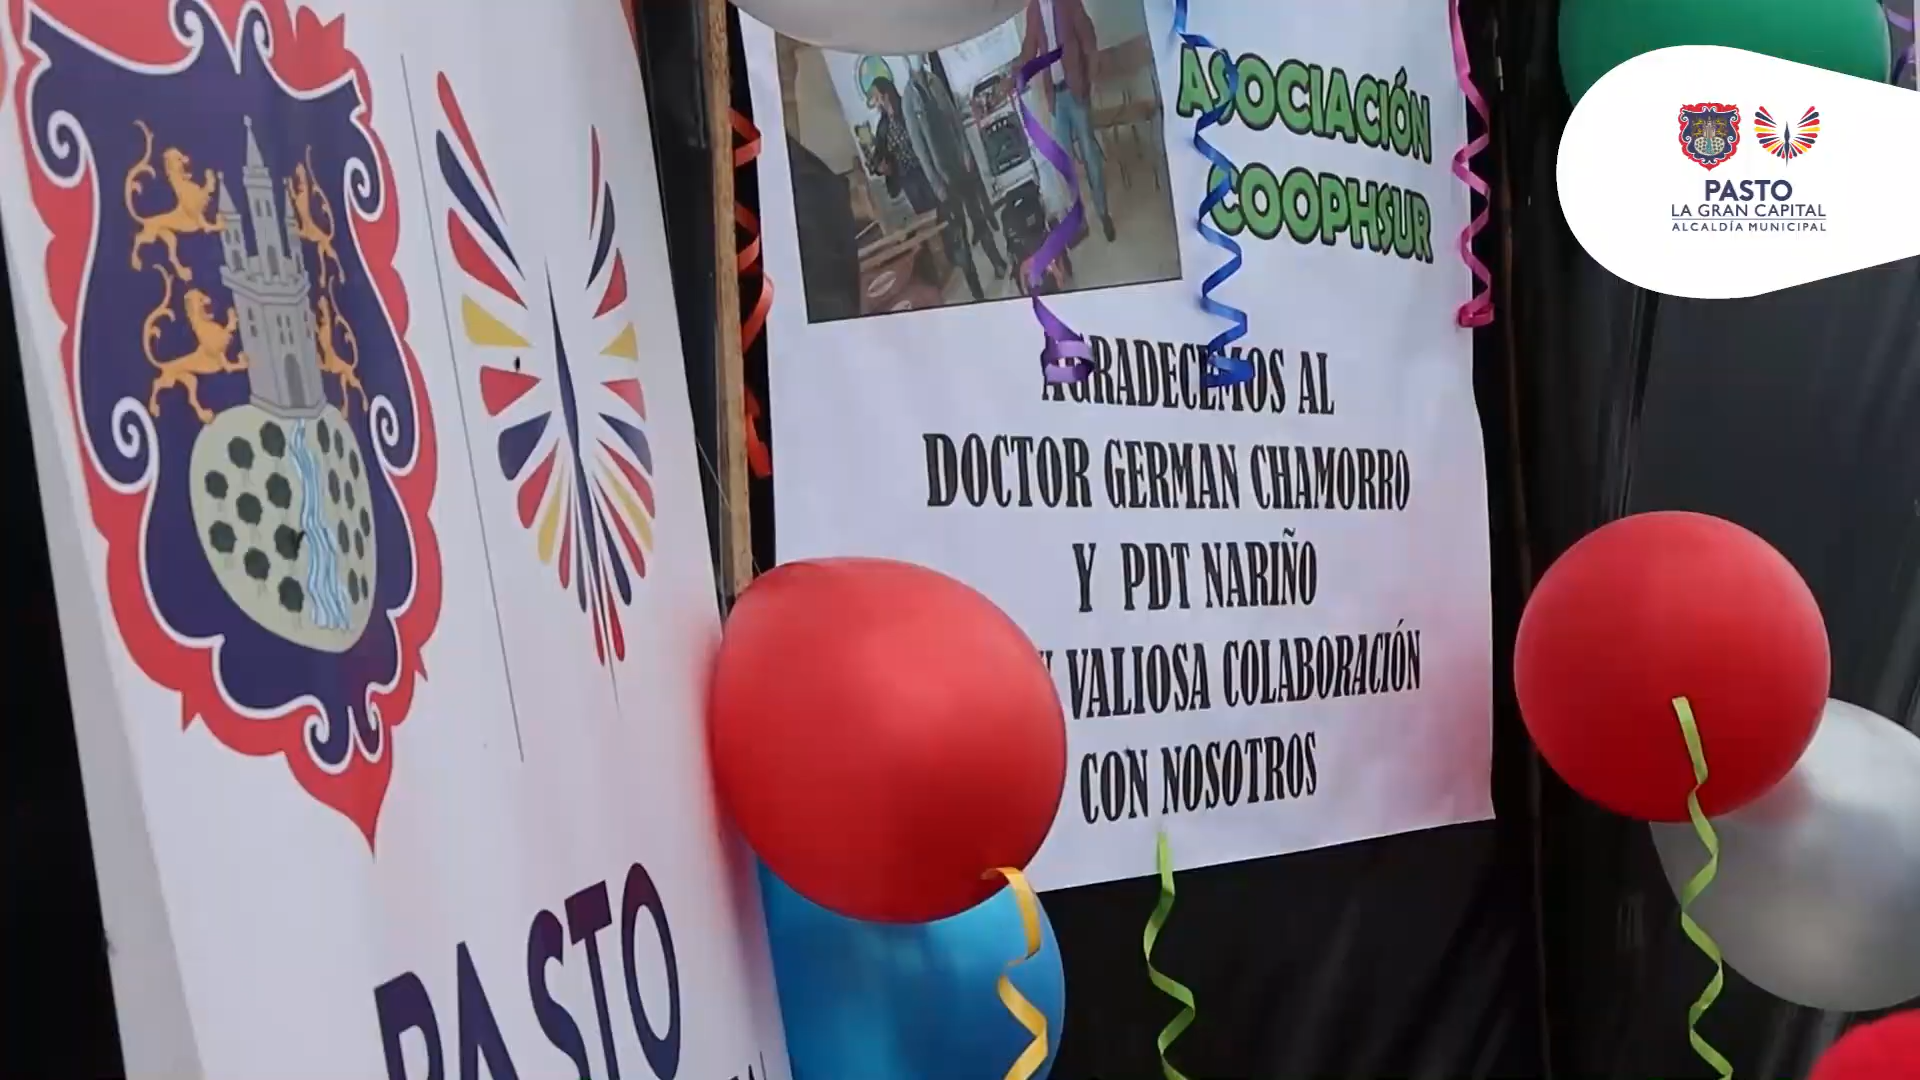 ASOCIACIÓN
COOPHSUR
AGRADECEMOS AL
DOCTOR GERMAN CHAMORRO
Y PDT NARIÑO
VALIOSA COLABORACIÓN
CON NOSOTROS
PASTO
PASTO
LA GRAN CAPITAL
ALCALDÍA MUNICIPAL